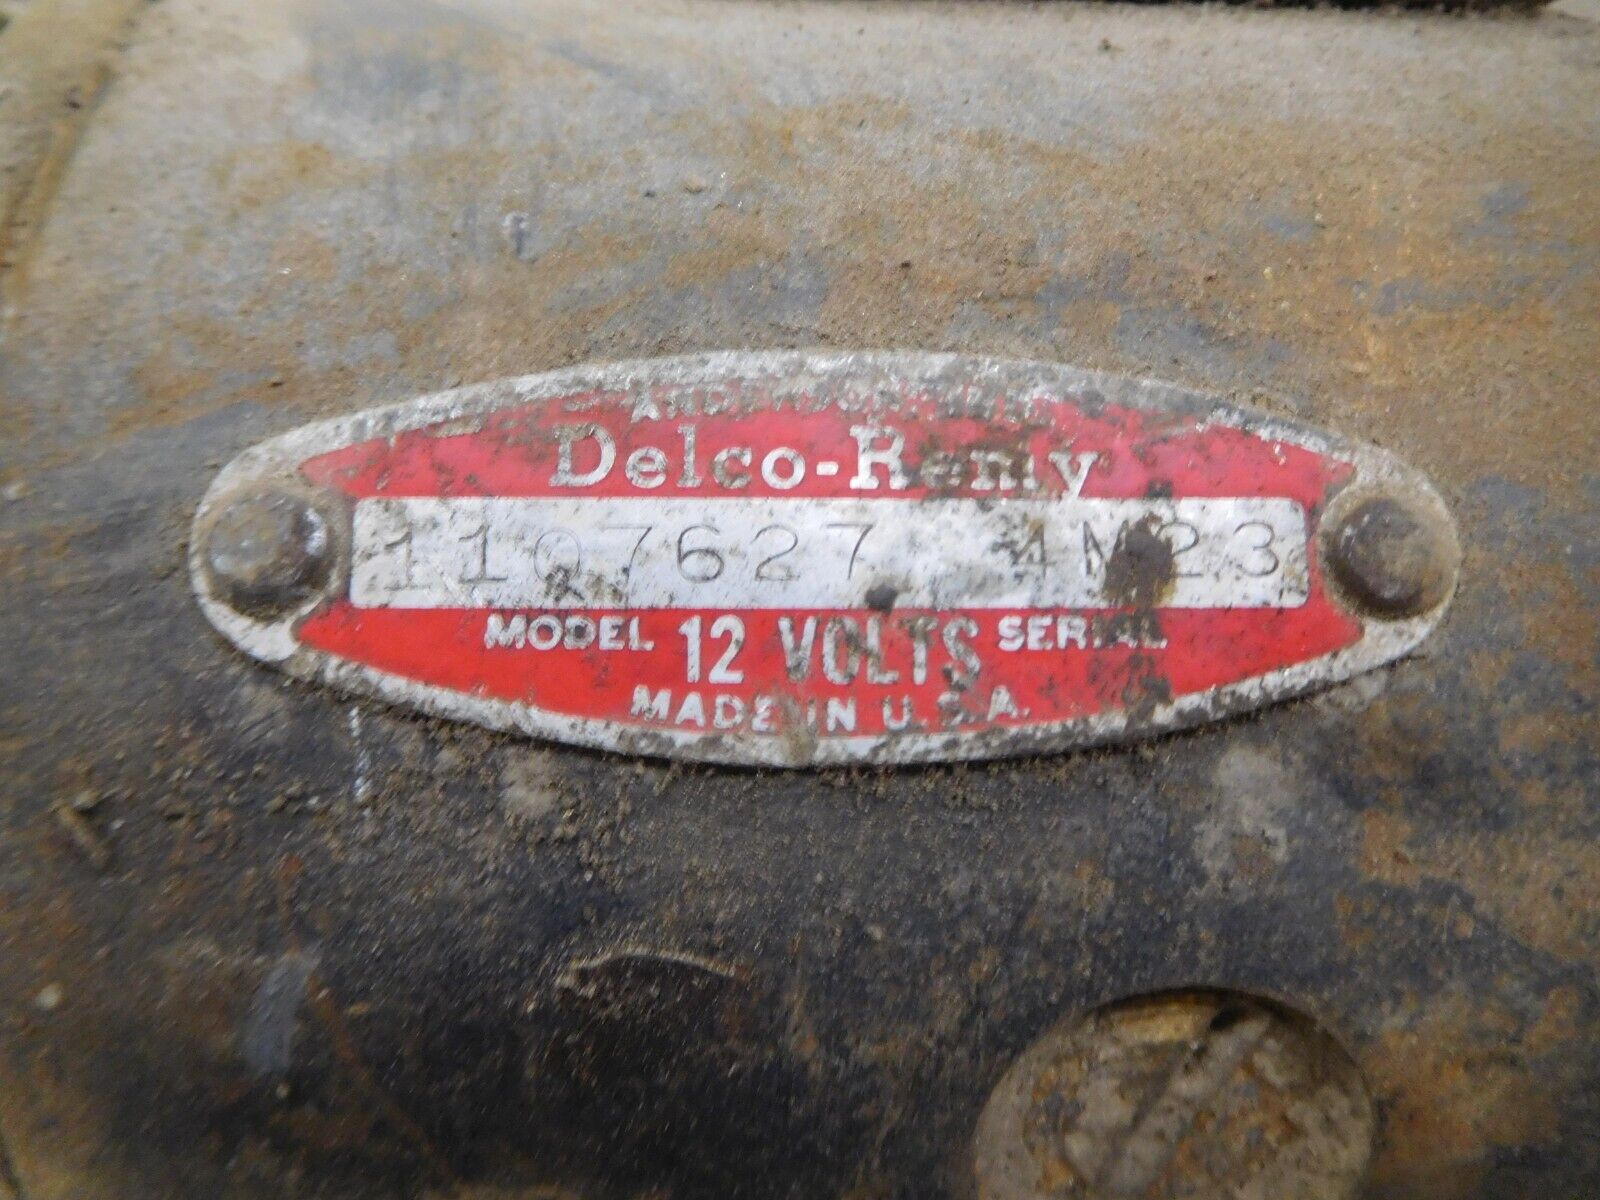 Delco-Remy
1107627 4M23
MODEL 12 VOLTS SERIAL
MADE IN U.S.A.